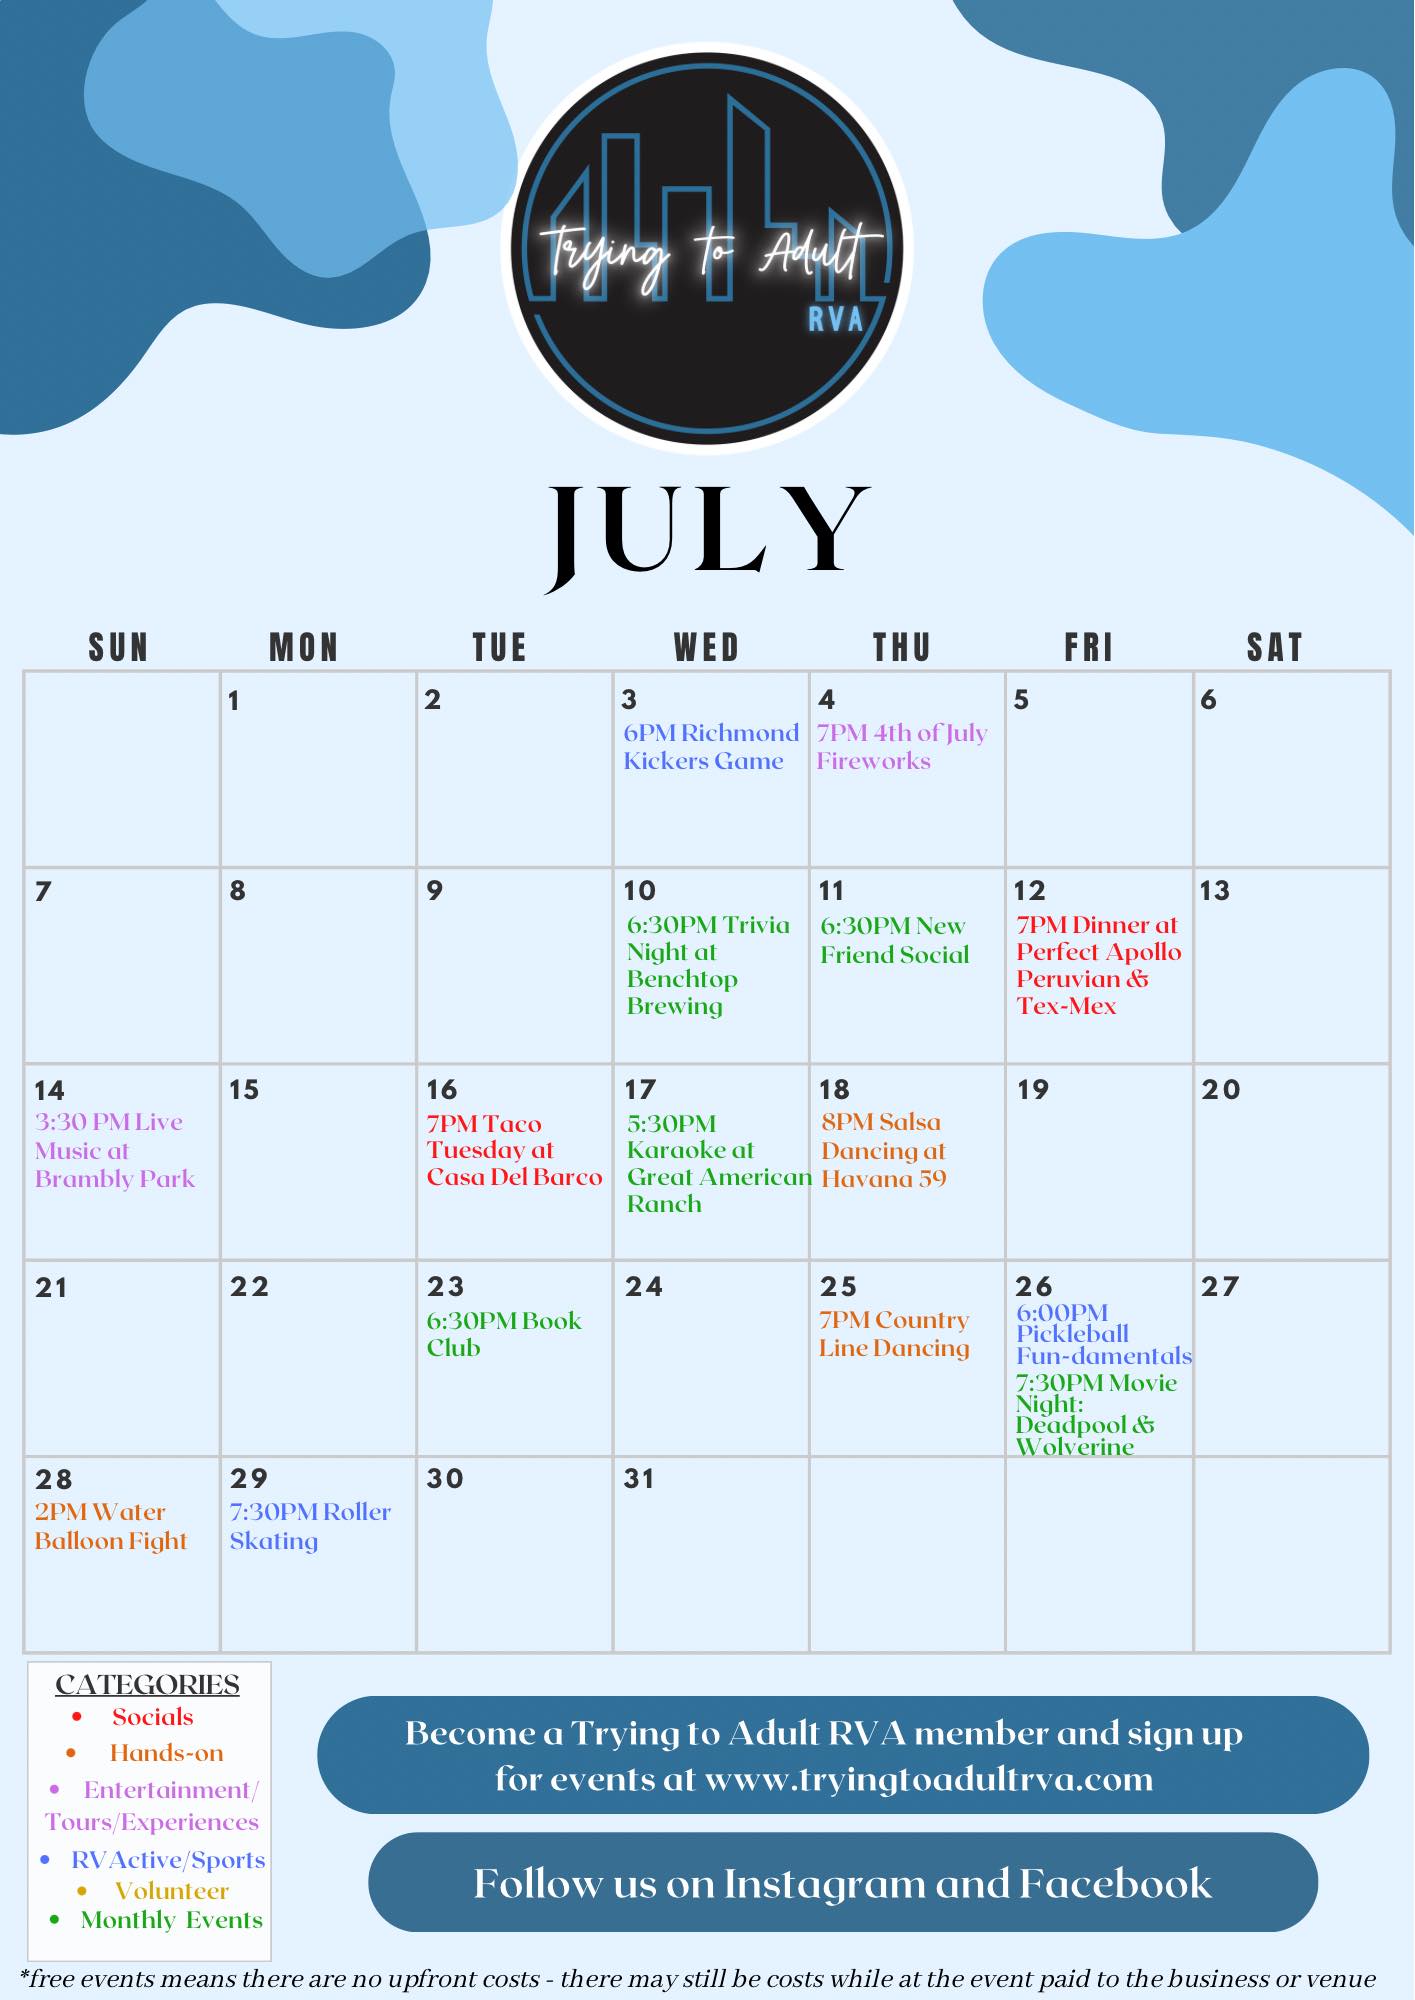 Trying to Adult
RVA
JULY
SUN MON TUE WED THU FRI SAT
1 2 3 4 5 6
6PM Richmond
Kickers Game
7PM 4th of July
Fireworks
7 8 9 10 11 12 13
6:30PM Trivia
Night at
Benchtop
Brewing
6:30PM New
Friend Social
7PM Dinner at
Perfect Apollo
Peruvian &
Tex-Mex
14 15 16 17 18 19 20
3:30 PM Live
Music at
Brambly Park
7PM Taco
Tuesday at
Casa Del Barco
5:30PM
Karaoke at
Great American
Ranch
8PM Salsa
Dancing at
Havana 59
21 22 23 24 25 26 27
6:30PM Book
Club
7PM Country
Line Dancing
6:00PM
Pickleball
Fun-damentals
7:30PM Movie
Night:
Deadpool &
Wolverine
28 29 30 31
2PM Water
Balloon Fight
7:30PM Roller
Skating
CATEGORIES
• Socials
• Hands-on
• Entertainment/
Tours/Experiences
• RVActive/Sports
• Volunteer
• Monthly Events
Become a Trying to Adult RVA member and sign up
for events at www.tryingtoadultrva.com
Follow us on Instagram and Facebook
*free events means there are no upfront costs - there may still be costs while at the event paid to the business or venue